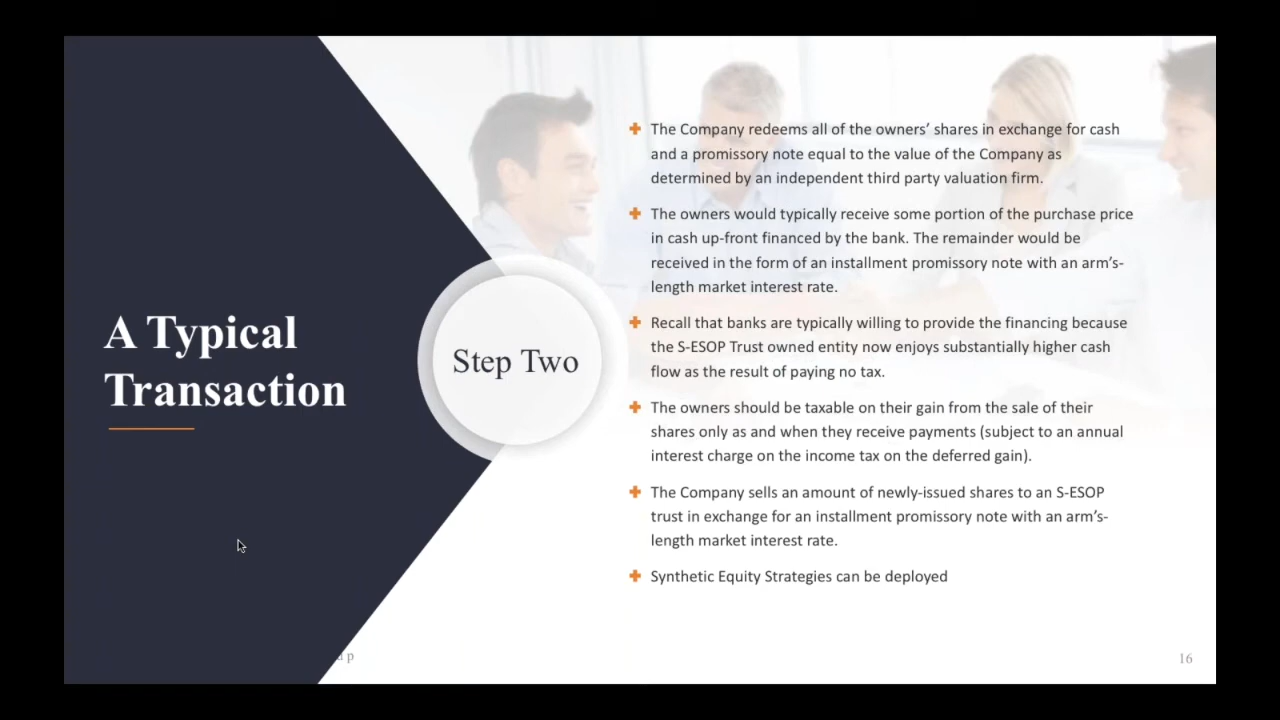 A Typical
Transaction
Step Two
The Company redeems all of the owners’ shares in exchange for cash
and a promissory note equal to the value of the Company as
determined by an independent third party valuation firm.
The owners would typically receive some portion of the purchase price
in cash up-front financed by the bank. The remainder would be
received in the form of an installment promissory note with an arm’s-
length market interest rate.
Recall that banks are typically willing to provide the financing because
the S-ESOP Trust owned entity now enjoys substantially higher cash
flow as the result of paying no tax.
The owners should be taxable on their gain from the sale of their
shares only as and when they receive payments (subject to an annual
interest charge on the income tax on the deferred gain).
The Company sells an amount of newly-issued shares to an S-ESOP
trust in exchange for an installment promissory note with an arm’s-
length market interest rate.
Synthetic Equity Strategies can be deployed
16